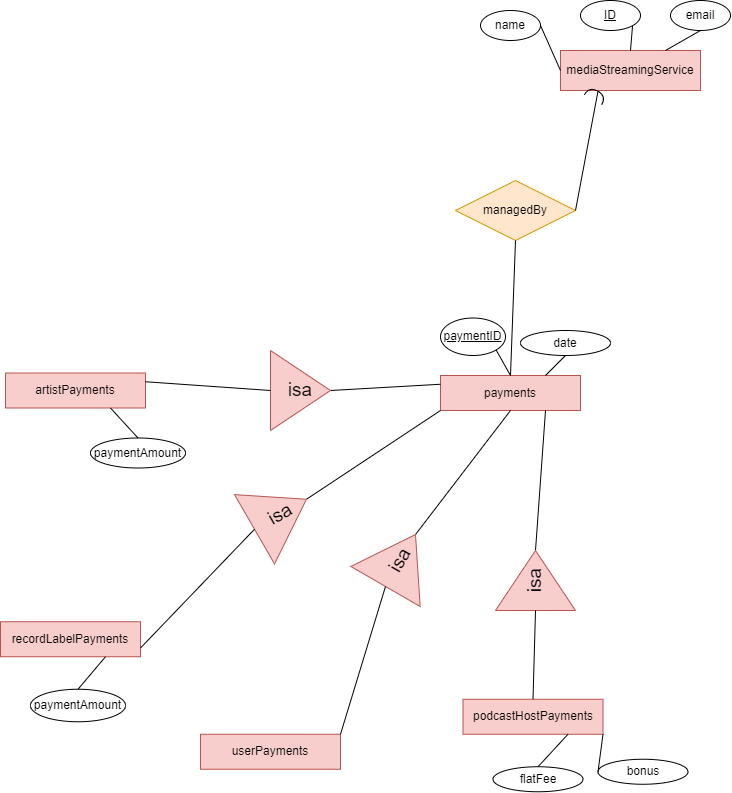 ID
email
name
mediaStreamingService
managedBy
paymentID
date
artistPayments
isa
payments
paymentAmount
isa
isa
isa
recordLabelPayments
paymentAmount
podcastHostPayments
userPayments
flatFee
bonus